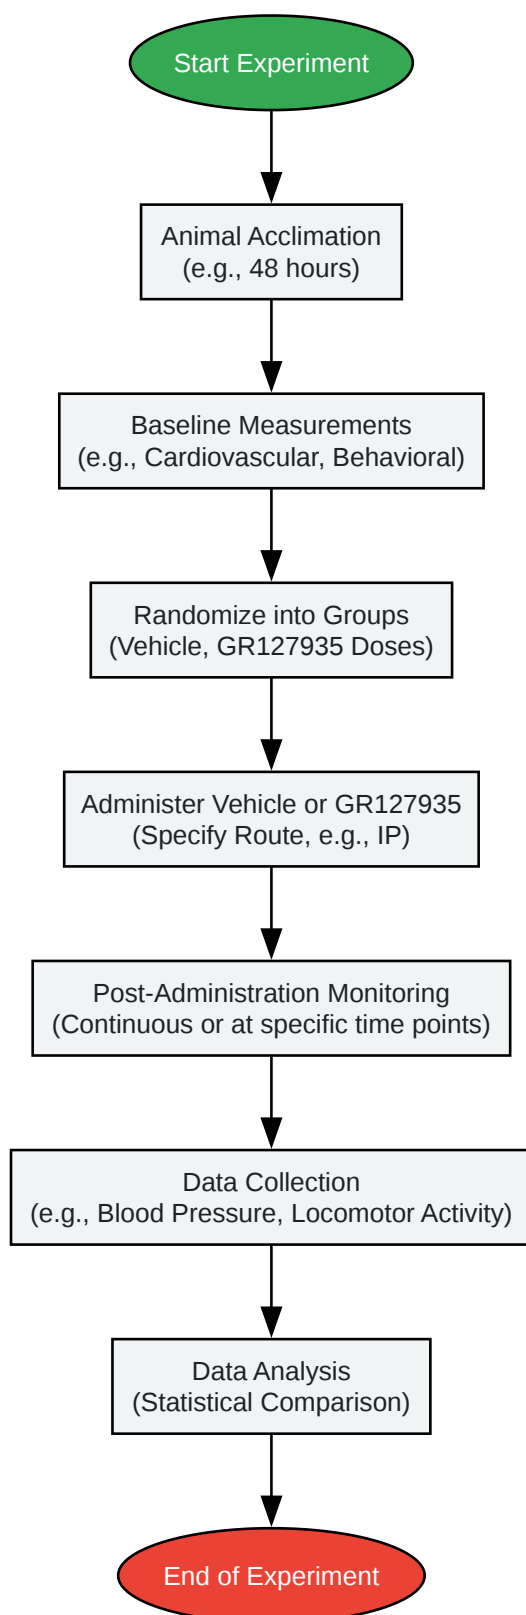 Start Experiment
Animal Acclimation
(e.g., 48 hours)
Baseline Measurements
(e.g., Cardiovascular, Behavioral)
Randomize into Groups
(Vehicle, GR127935 Doses)
Administer Vehicle or GR127935
(Specify Route, e.g., IP)
Post-Administration Monitoring
(Continuous or at specific time points)
Data Collection
(e.g., Blood Pressure, Locomotor Activity)
Data Analysis
(Statistical Comparison)
End of Experiment